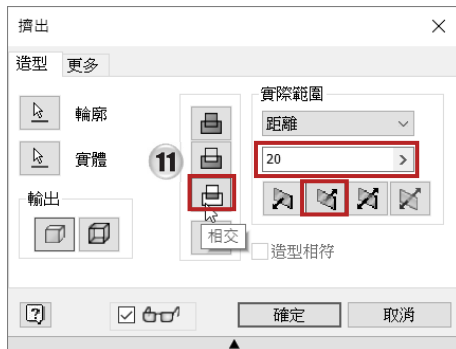 擠出
造型 更多
輪廓
實體
輸出
11
相交
實際範圍
距離
20
造型相符
確定 取消